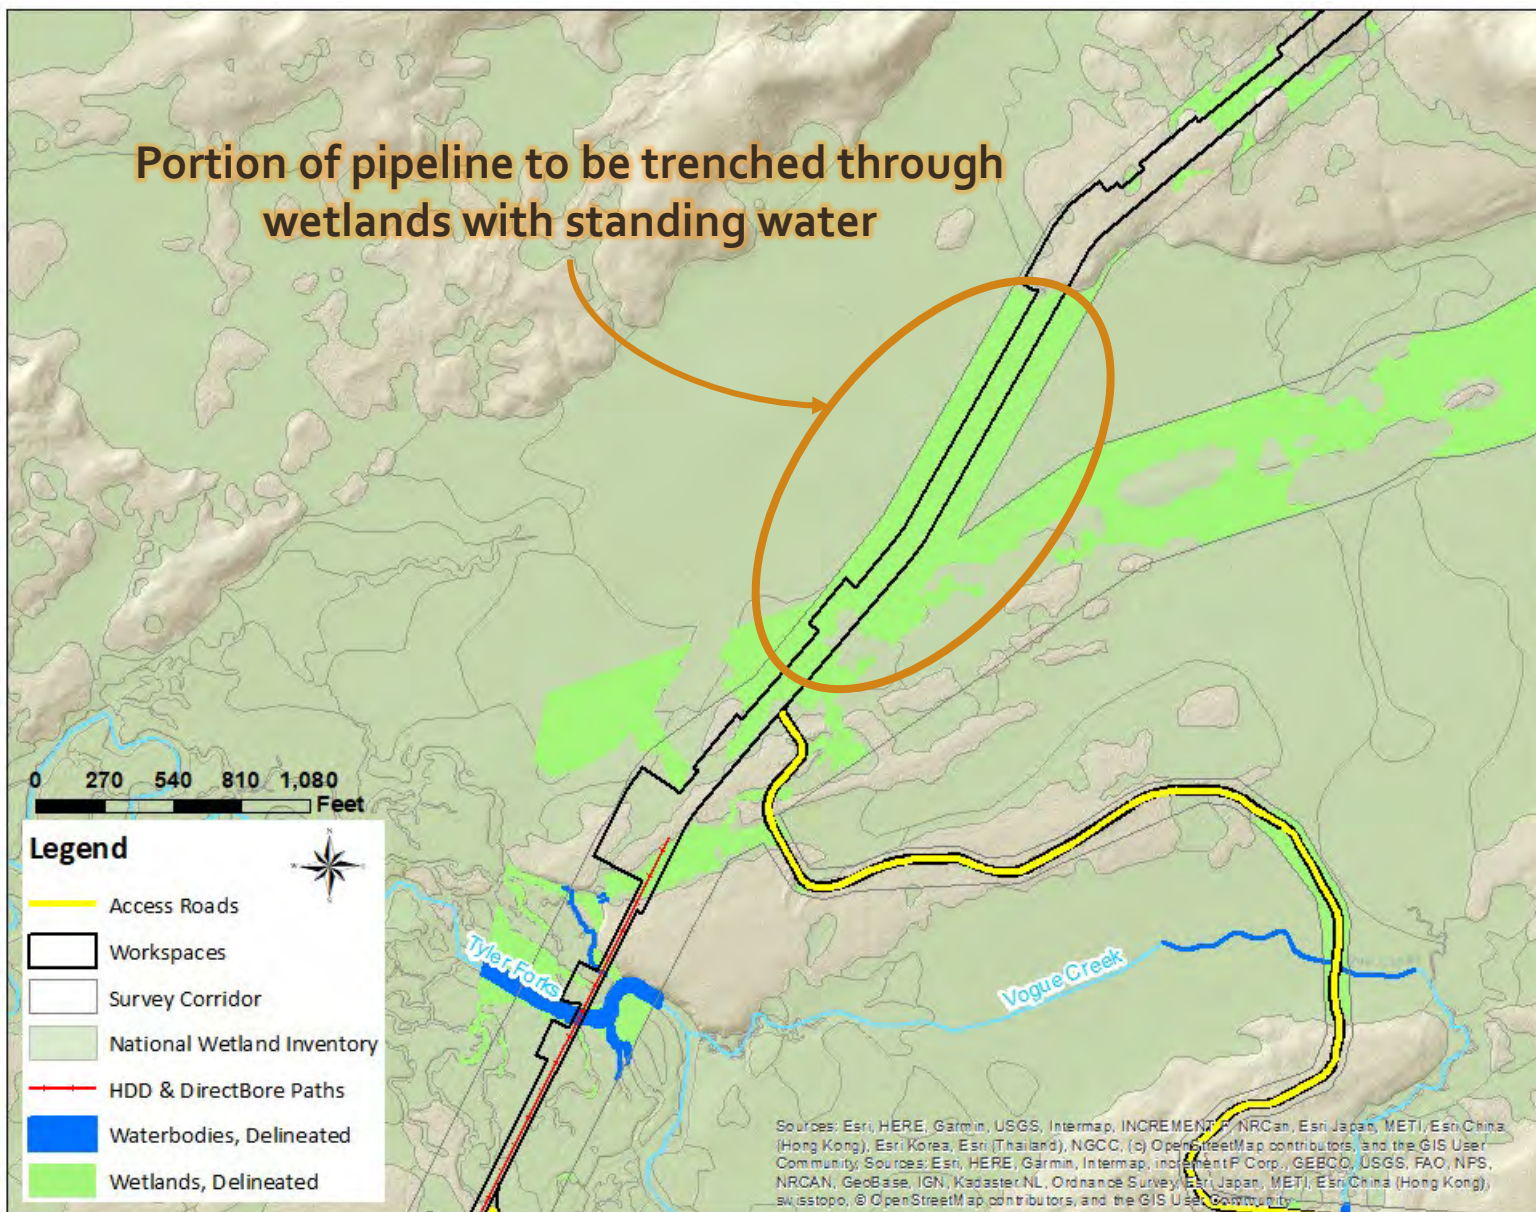 Portion of pipeline to be trenched through
wetlands with standing water
0 270 540 810 1,080
Feet
Legend
N
W
Access Roads
Workspaces
Survey Corridor
National Wetland Inventory
HDD & DirectBore Paths
Waterbodies, Delineated
Wetlands, Delineated
Tyler Forks
Vogue Creek
Sources: Esri, HERE, Garmin, USGS, Intermap, INCREMENT P, NRCan, Esri Japan, METI, Esri China
(Hong Kong), Esri Korea, Esri (Thailand), NGCC, (c) OpenStreetMap contributors, and the GIS User
Community, Sources: Esri, HERE, Garmin, Intermap, increment P Corp., GEBCO, USGS, FAO, NPS,
NRCAN, GeoBase, IGN, Kadaster NL, Ordnance Survey, Esri Japan, METI, Esri China (Hong Kong),
swisstopo, © OpenStreetMap contributors, and the GIS User Community